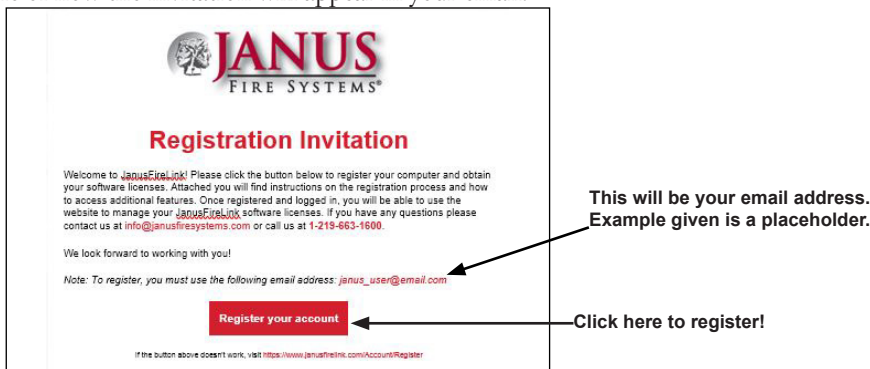 invitation will appear in your email
JANUS
FIRE SYSTEMS®
Registration Invitation
Welcome to JanusFireLink! Please click the button below to register your computer and obtain
your software licenses. Attached you will find instructions on the registration process and how
to access additional features. Once registered and logged in, you will be able to use the
website to manage your JanusFireLink software licenses. If you have any questions please
contact us at info@janusfiresystems.com or call us at 1-219-663-1600.
This will be your email address.
Example given is a placeholder.
We look forward to working with you!
Note: To register, you must use the following email address: janus_user@email.com
Register your account
Click here to register!
If the button above doesn't work, visit https://www.janusfirelink.com/Account/Register